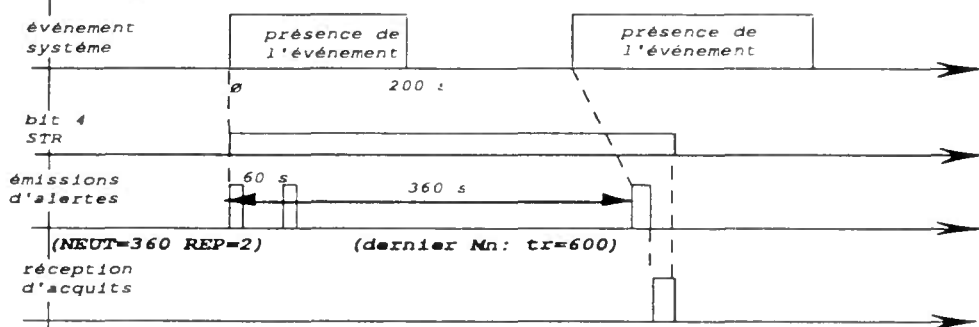 événement
système
présence de
l'événement
présence de
l'événement
ø
200 s
bit 4
STR
émissions
d'alertes
60 s
360 s
(NEUT=360 REP=2)
(dernier Mn: tr=600)
réception
d'acquits